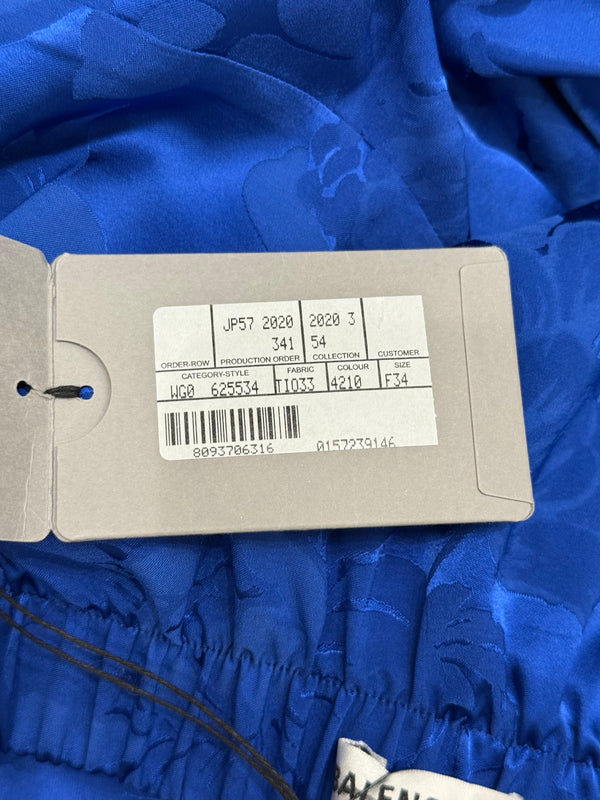 JP57 2020 2020 3
341 54
ORDER-ROW PRODUCTION ORDER COLLECTION CUSTOMER
CATEGORY-STYLE FABRIC COLOUR SIZE
WG0 625534 TIO33 4210 F34
8093706316 0157239146